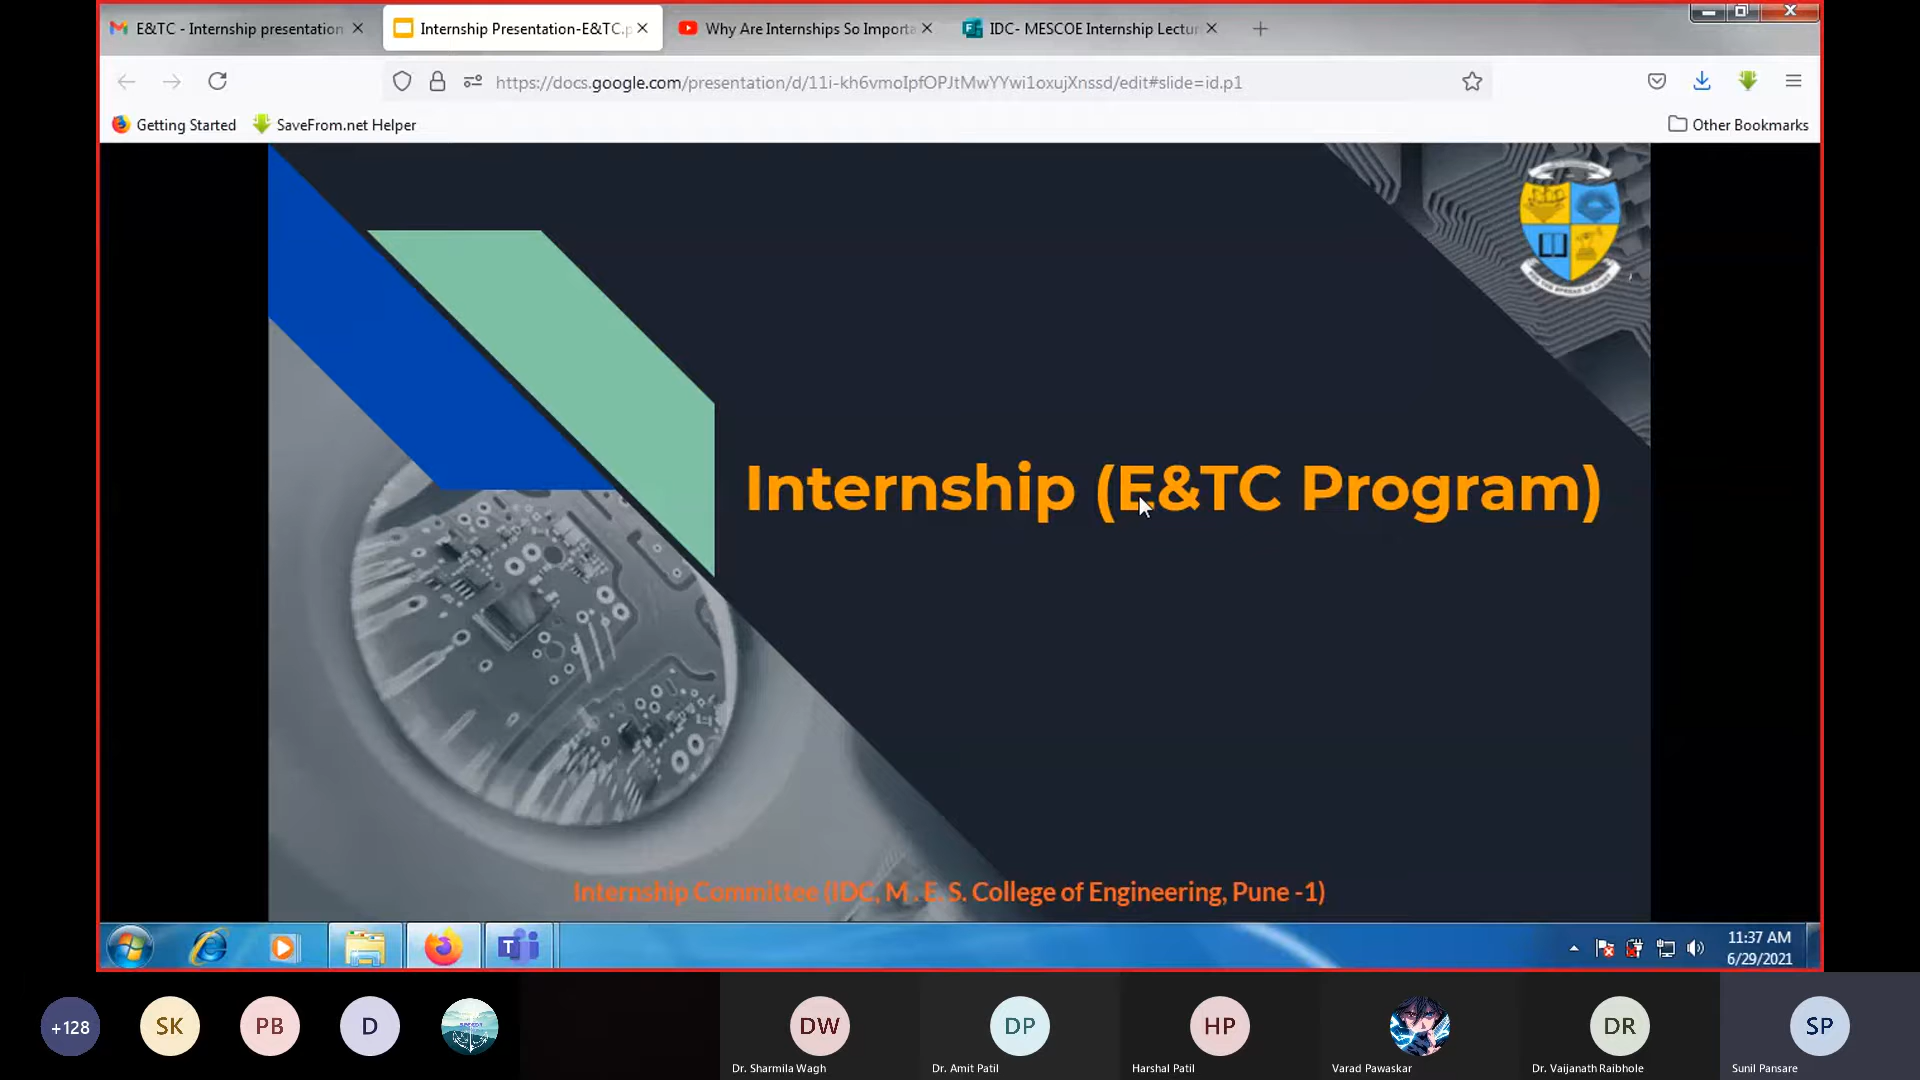 E&TC - Internship presentation
Internship Presentation-E&TC.p
Why Are Internships So Importa
IDC- MESCOE Internship Lectur
https://docs.google.com/presentation/d/11i-kh6vmoIpfOPJtMwYYwi1oxujXnssd/edit#slide=id.p1
Getting Started
SaveFrom.net Helper
Other Bookmarks
Internship (E&TC Program)
Internship Committee (IDC, M . E. S. College of Engineering, Pune -1)
11:37 AM
6/29/2021
+128
SK
PB
D
DW
DP
HP
DR
SP
Dr. Sharmila Wagh
Dr. Amit Patil
Harshal Patil
Varad Pawaskar
Dr. Vaijanath Raibhole
Sunil Pansare